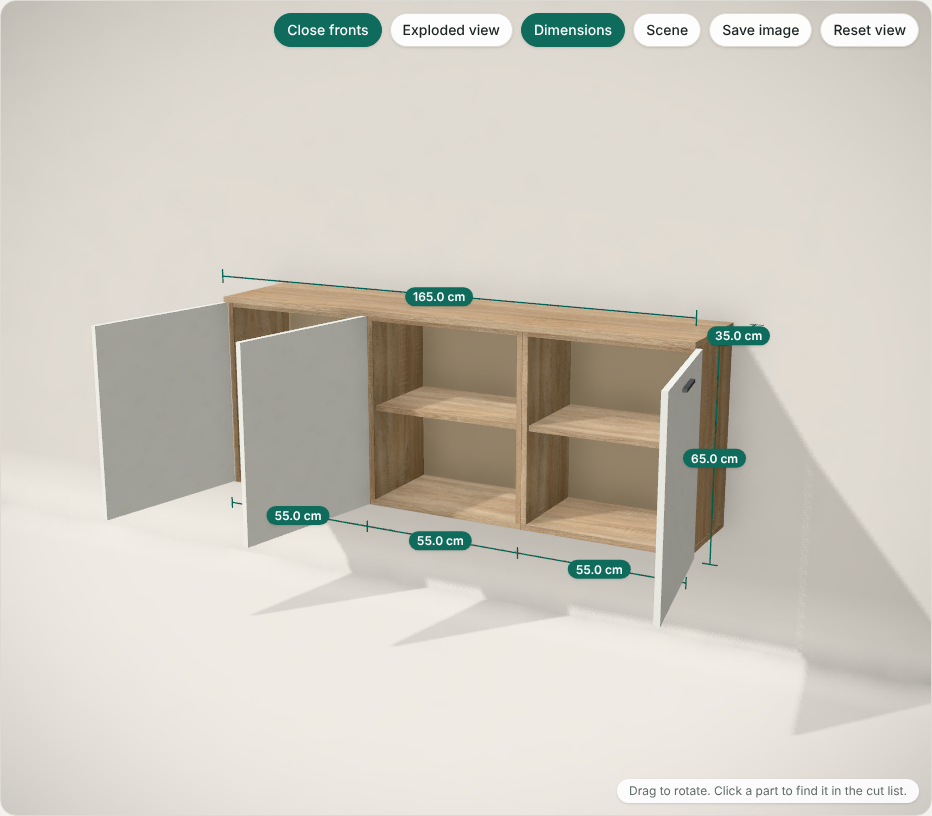 Close fronts
Exploded view
Dimensions
Scene
Save image
Reset view
165.0 cm
35.0 cm
65.0 cm
55.0 cm
55.0 cm
55.0 cm
Drag to rotate. Click a part to find it in the cut list.